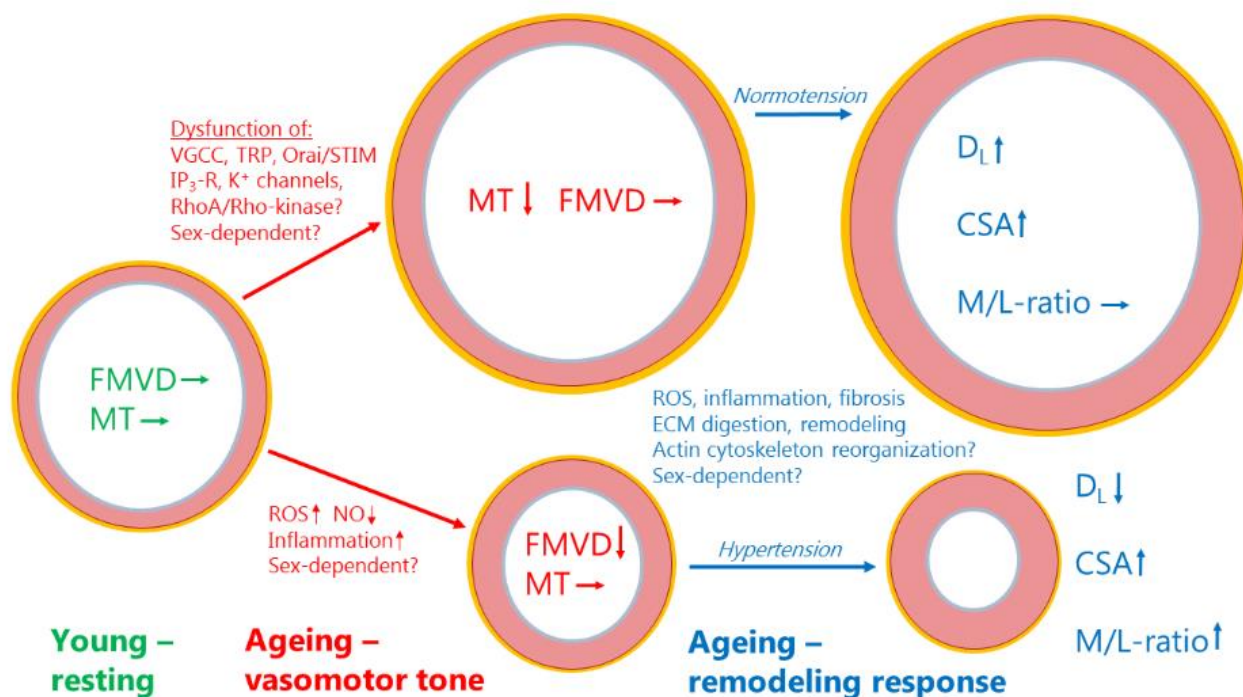 Dysfunction of:
VGCC, TRP, Orai/STIM
IP₃-R, K⁺ channels,
RhoA/Rho-kinase?
Sex-dependent?
MT↓ FMVD→
Normotension
D_L↑
CSA↑
M/L-ratio→
FMVD→
MT→
ROS, inflammation, fibrosis
ECM digestion, remodeling
Actin cytoskeleton reorganization?
Sex-dependent?
ROS↑ NO↓
Inflammation↑
Sex-dependent?
FMVD↓
MT→
Hypertension
D_L↓
CSA↑
M/L-ratio↑
Young –
resting
Ageing –
vasomotor tone
Ageing –
remodeling response